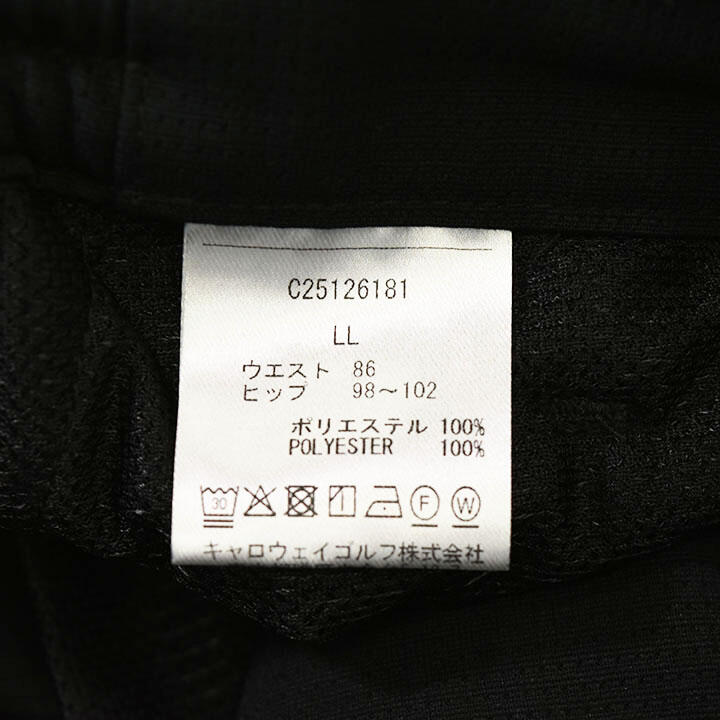 C25126181
LL
ウエスト 86
ヒップ 98～102
ポリエステル 100%
POLYESTER 100%
30 F W
キャロウェイゴルフ株式会社